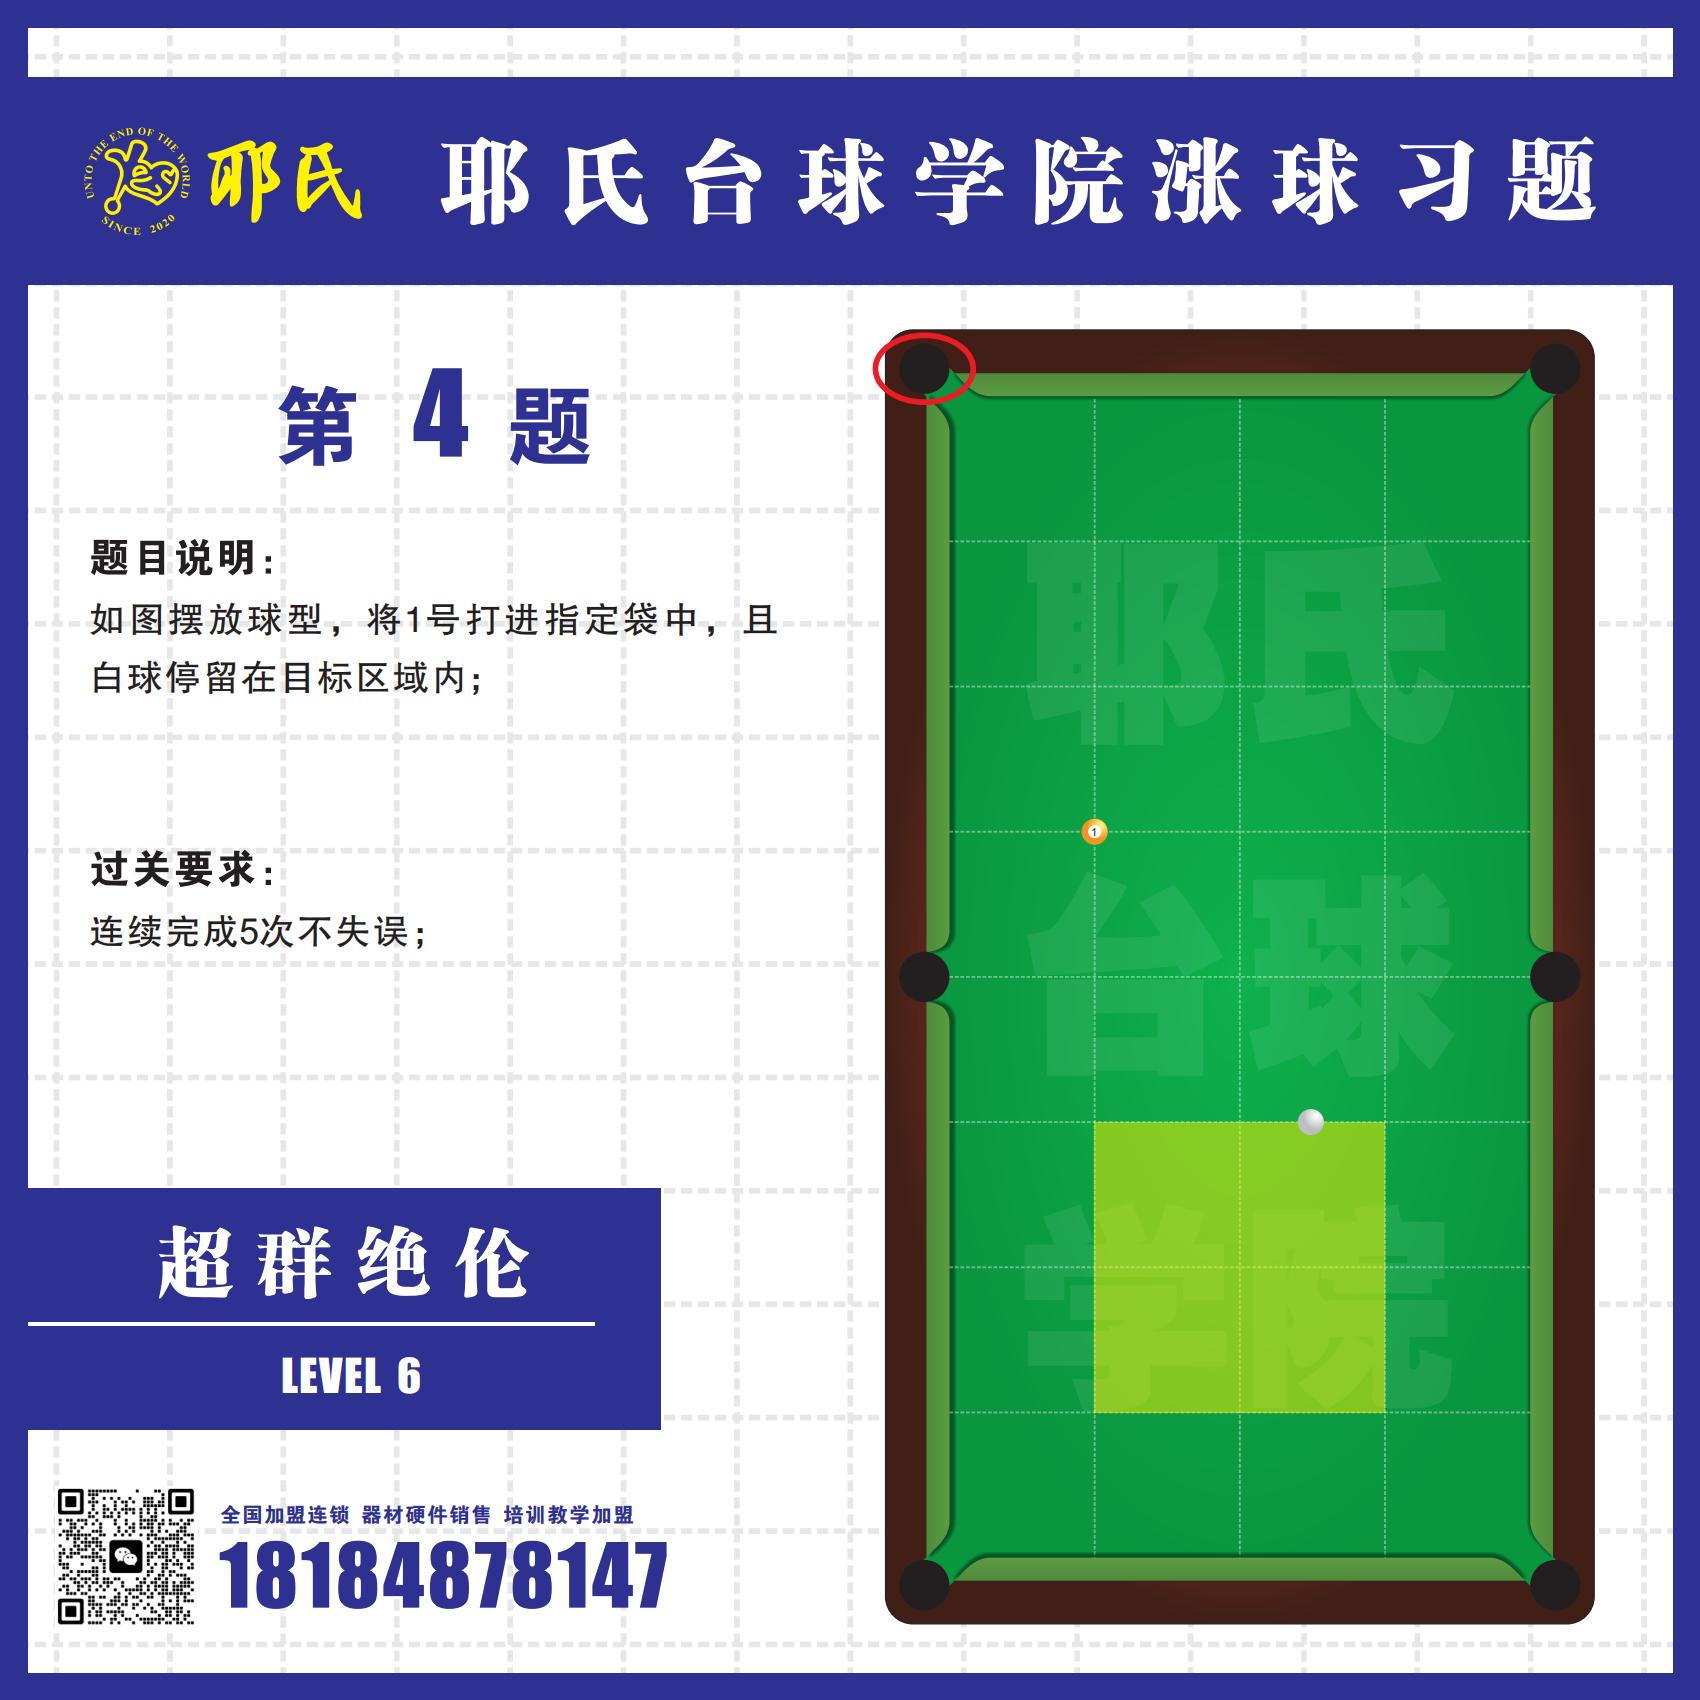 UNTO THE END OF THE WORLD
SINCE 2020
耶氏
耶氏台球学院涨球习题
第 4 题
题目说明：
如图摆放球型，将1号打进指定袋中，且
白球停留在目标区域内；
过关要求：
连续完成5次不失误；
超群绝伦
LEVEL 6
全国加盟连锁 器材硬件销售 培训教学加盟
18184878147
耶氏
1
台球
学院